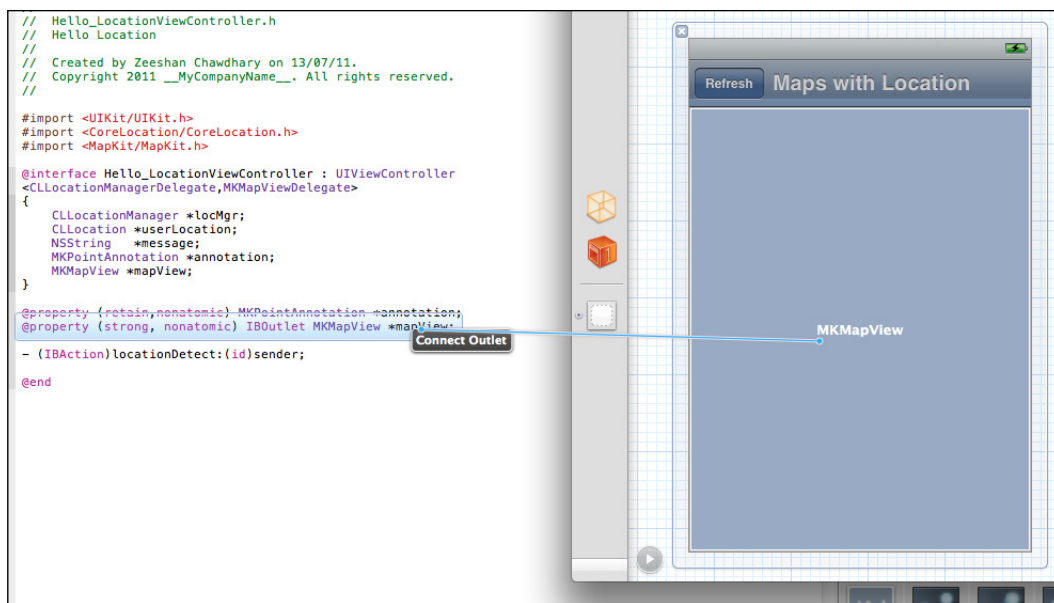 // Hello_LocationViewController.h
// Hello Location
//
// Created by Zeeshan Chawdhary on 13/07/11.
// Copyright 2011 __MyCompanyName__. All rights reserved.
//
#import <UIKit/UIKit.h>
#import <CoreLocation/CoreLocation.h>
#import <MapKit/MapKit.h>
@interface Hello_LocationViewController : UIViewController
<CLLocationManagerDelegate,MKMapViewDelegate>
{
CLLocationManager *locMgr;
CLLocation *userLocation;
NSString *message;
MKPointAnnotation *annotation;
MKMapView *mapView;
}
@property (retain,nonatomic) MKPointAnnotation *annotation;
@property (strong, nonatomic) IBOutlet MKMapView *mapView;
Connect Outlet
- (IBAction)locationDetect:(id)sender;
@end
Refresh
Maps with Location
MKMapView